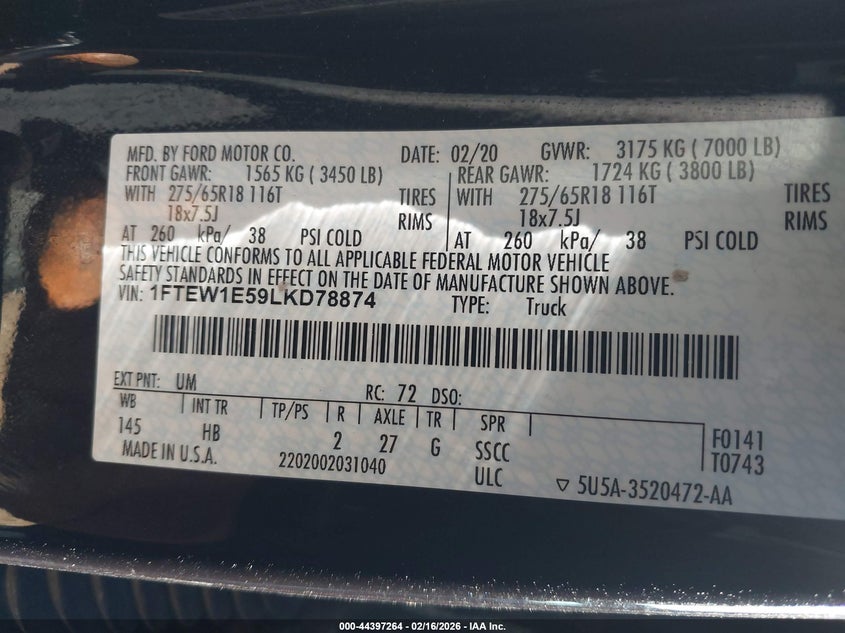 MFD. BY FORD MOTOR CO. DATE: 02/20 GVWR: 3175 KG ( 7000 LB)
FRONT GAWR: 1565 KG ( 3450 LB) REAR GAWR: 1724 KG ( 3800 LB)
WITH 275/65R18 116T TIRES WITH 275/65R18 116T TIRES
18x7.5J RIMS 18x7.5J RIMS
AT 260 kPa/ 38 PSI COLD AT 260 kPa/ 38 PSI COLD
THIS VEHICLE CONFORMS TO ALL APPLICABLE FEDERAL MOTOR VEHICLE
SAFETY STANDARDS IN EFFECT ON THE DATE OF MANUFACTURE SHOWN ABOVE.
VIN: 1FTEW1E59LKD78874 TYPE: Truck
EXT PNT: UM RC: 72 DSO:
WB INT TR TP/PS R AXLE TR SPR
145 HB 2 27 G SSCC F0141
MADE IN U.S.A. 2202002031040 ULC T0743
5U5A-3520472-AA
000-44397264 - 02/16/2026 - IAA Inc.